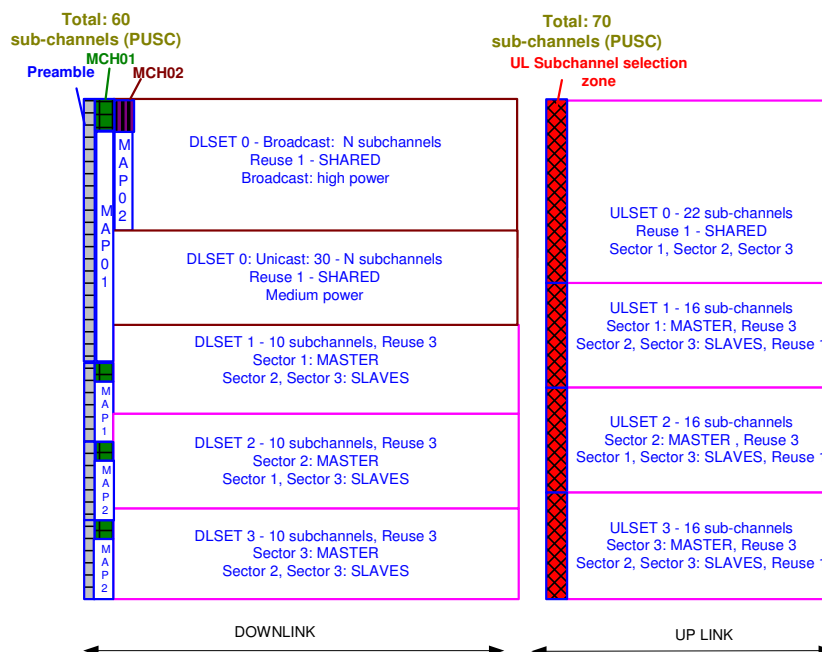 Total: 60
sub-channels (PUSC)
MCH01
Preamble
MCH02
Total: 70
sub-channels (PUSC)
UL Subchannel selection
zone
MAP01
MAP02
MAP1
MAP2
MAP2
DLSET 0 - Broadcast: N subchannels
Reuse 1 - SHARED
Broadcast: high power
DLSET 0: Unicast: 30 - N subchannels
Reuse 1 - SHARED
Medium power
DLSET 1 - 10 subchannels, Reuse 3
Sector 1: MASTER
Sector 2, Sector 3: SLAVES
DLSET 2 - 10 subchannels, Reuse 3
Sector 2: MASTER
Sector 1, Sector 3: SLAVES
DLSET 3 - 10 subchannels, Reuse 3
Sector 3: MASTER
Sector 2, Sector 3: SLAVES
ULSET 0 - 22 sub-channels
Reuse 1 - SHARED
Sector 1, Sector 2, Sector 3
ULSET 1 - 16 sub-channels
Sector 1: MASTER, Reuse 3
Sector 2, Sector 3: SLAVES, Reuse 1
ULSET 2 - 16 sub-channels
Sector 2: MASTER , Reuse 3
Sector 1, Sector 3: SLAVES, Reuse 1
ULSET 3 - 16 sub-channels
Sector 3: MASTER, Reuse 3
Sector 2, Sector 3: SLAVES, Reuse 1
DOWNLINK
UP LINK